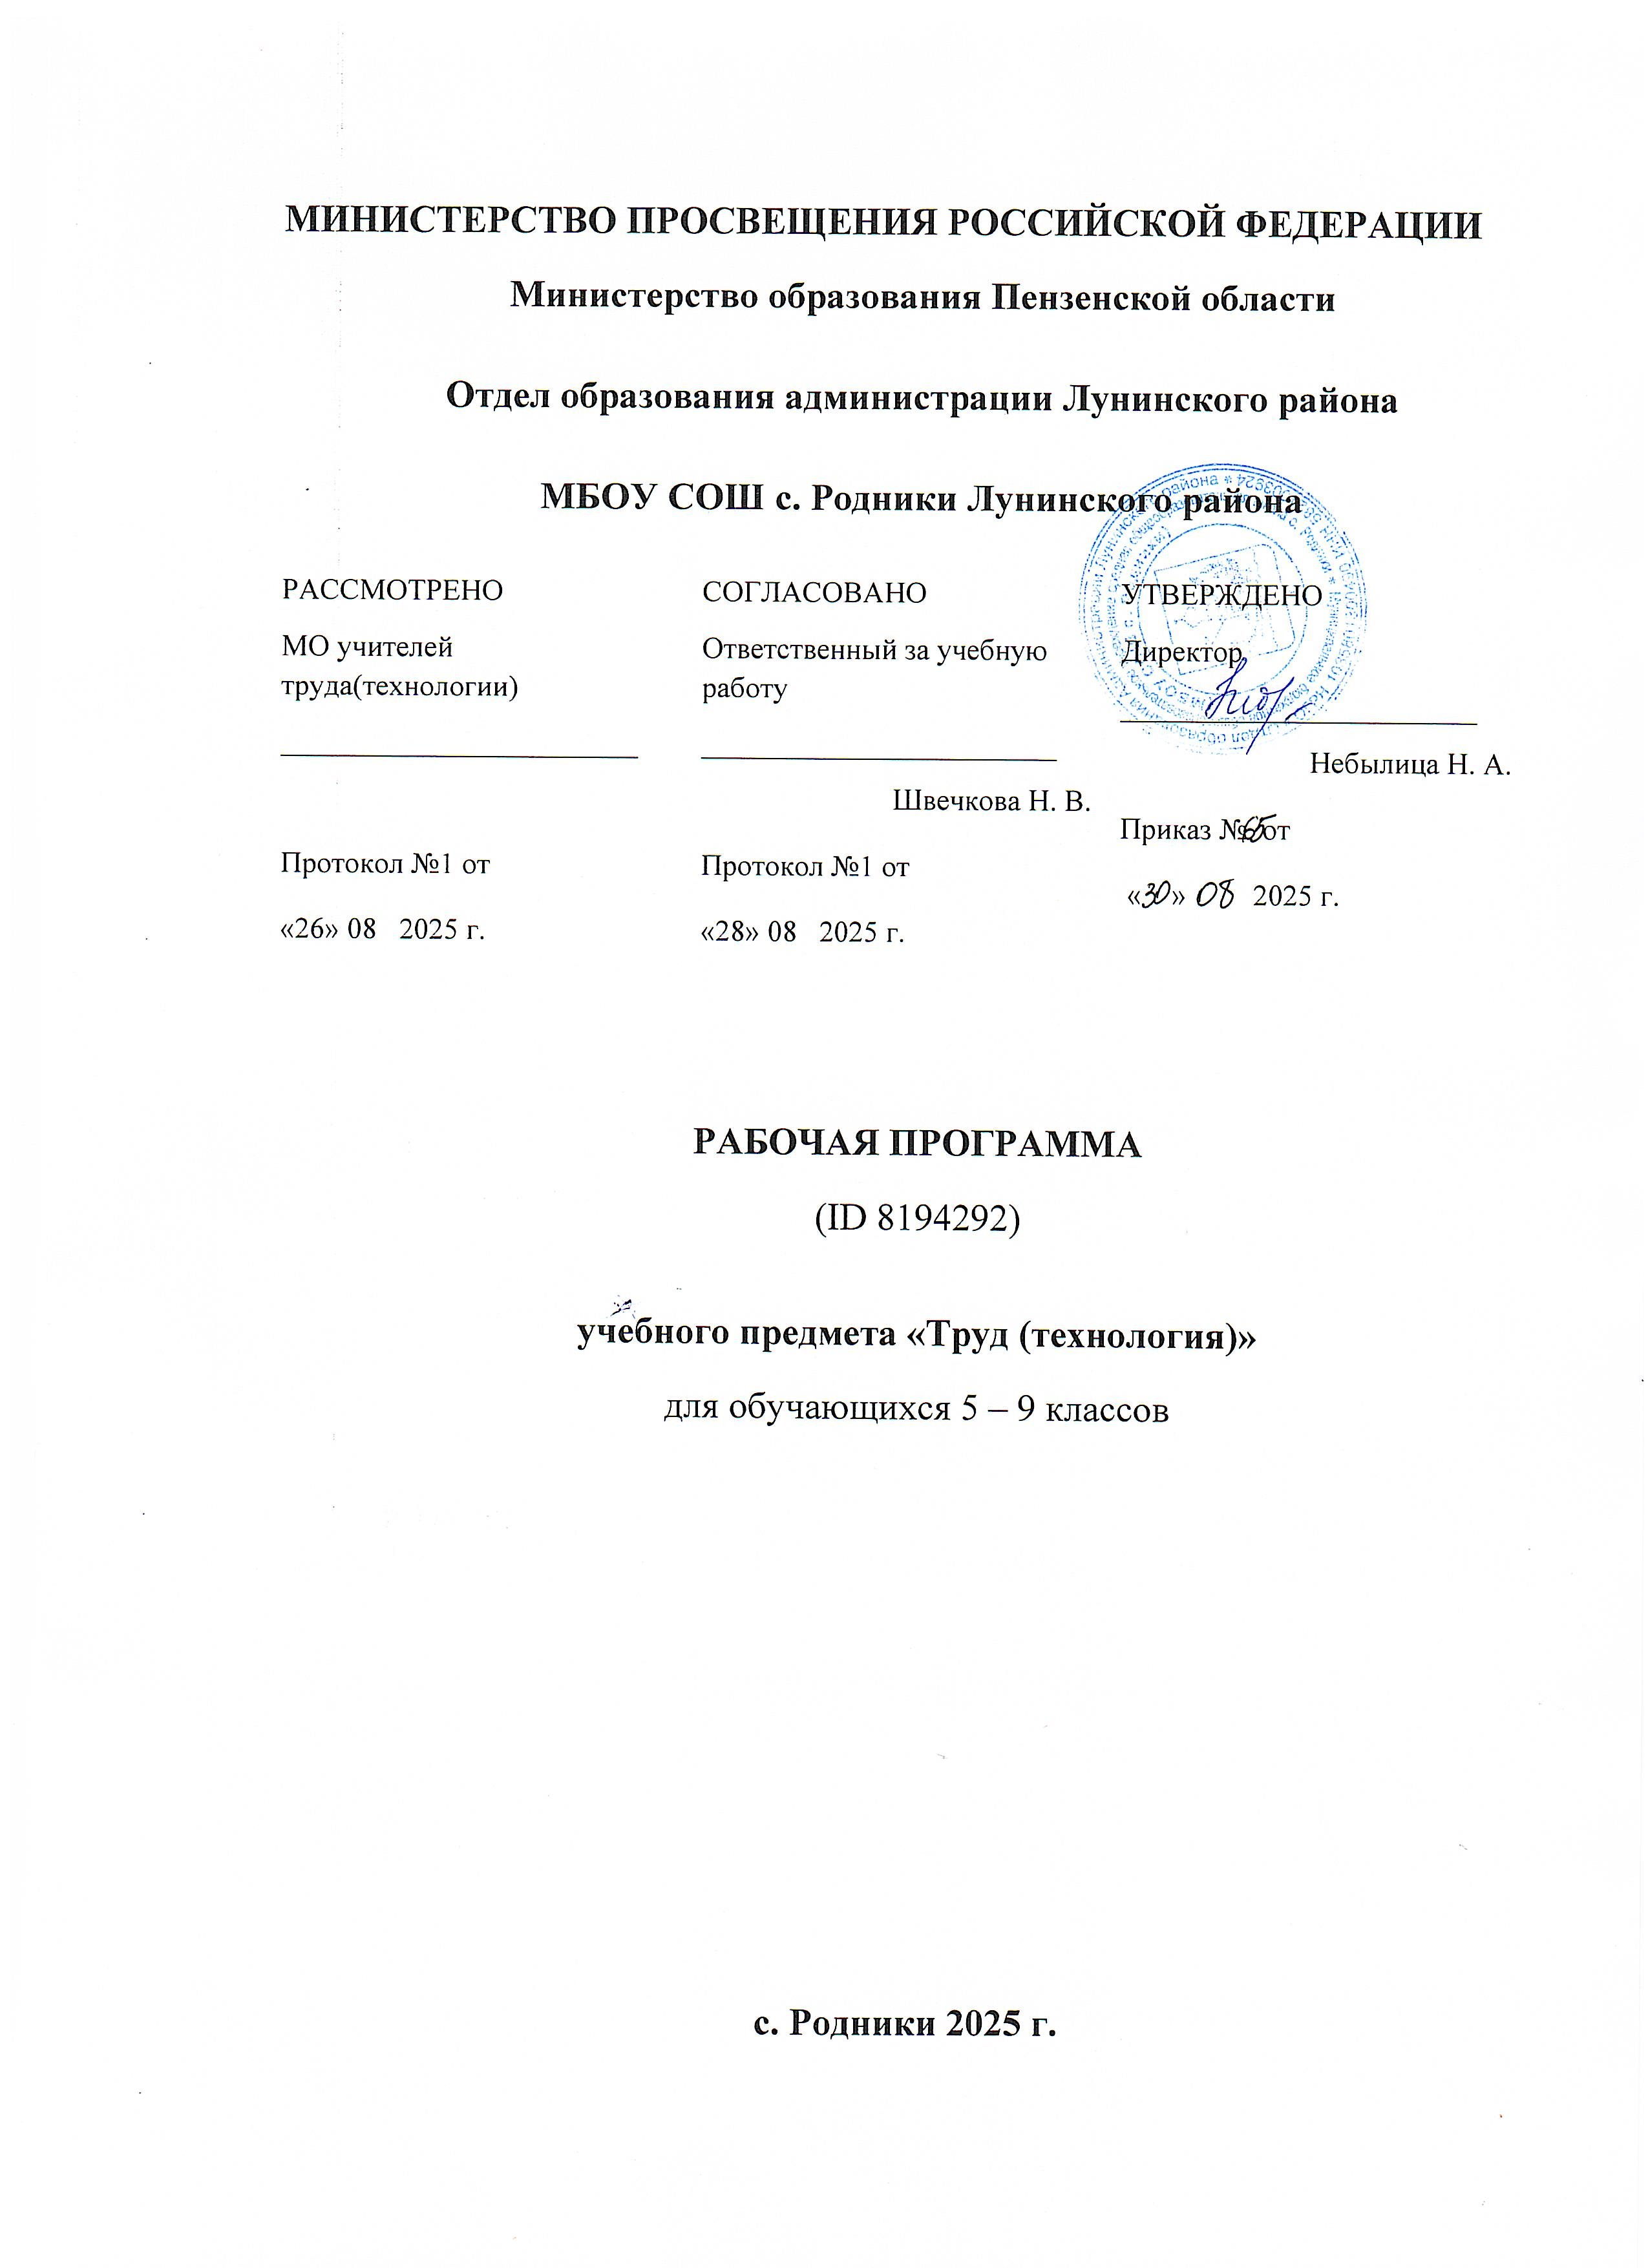 МИНИСТЕРСТВО ПРОСВЕЩЕНИЯ РОССИЙСКОЙ ФЕДЕРАЦИИ
Министерство образования Пензенской области
Отдел образования администрации Лунинского района
МБОУ СОШ с. Родники Лунинского района
РАССМОТРЕНО
МО учителей
труда(технологии)
Протокол №1 от
«26» 08 2025 г.
СОГЛАСОВАНО
Ответственный за учебную
работу
Швечкова Н. В.
Протокол №1 от
«28» 08 2025 г.
УТВЕРЖДЕНО
Директор
Небылица Н. А.
Приказ №65 от
«30» 08 2025 г.
РАБОЧАЯ ПРОГРАММА
(ID 8194292)
учебного предмета «Труд (технология)»
для обучающихся 5 – 9 классов
с. Родники 2025 г.